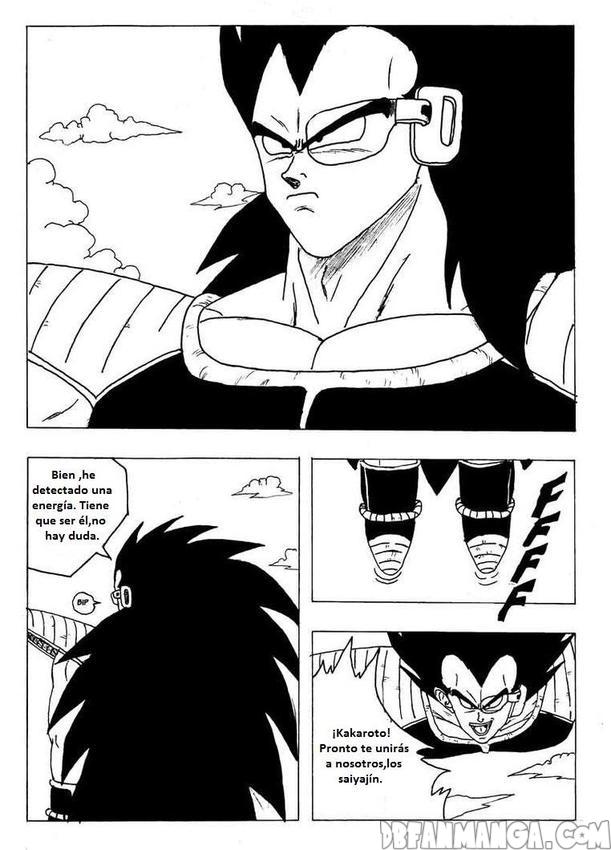 Bien ,he
detectado una
energía. Tiene
que ser él,no
hay duda.
BIP
FFFFF
¡Kakaroto!
Pronto te unirás
a nosotros,los
saiyajín.
DBFANMANGA.COM